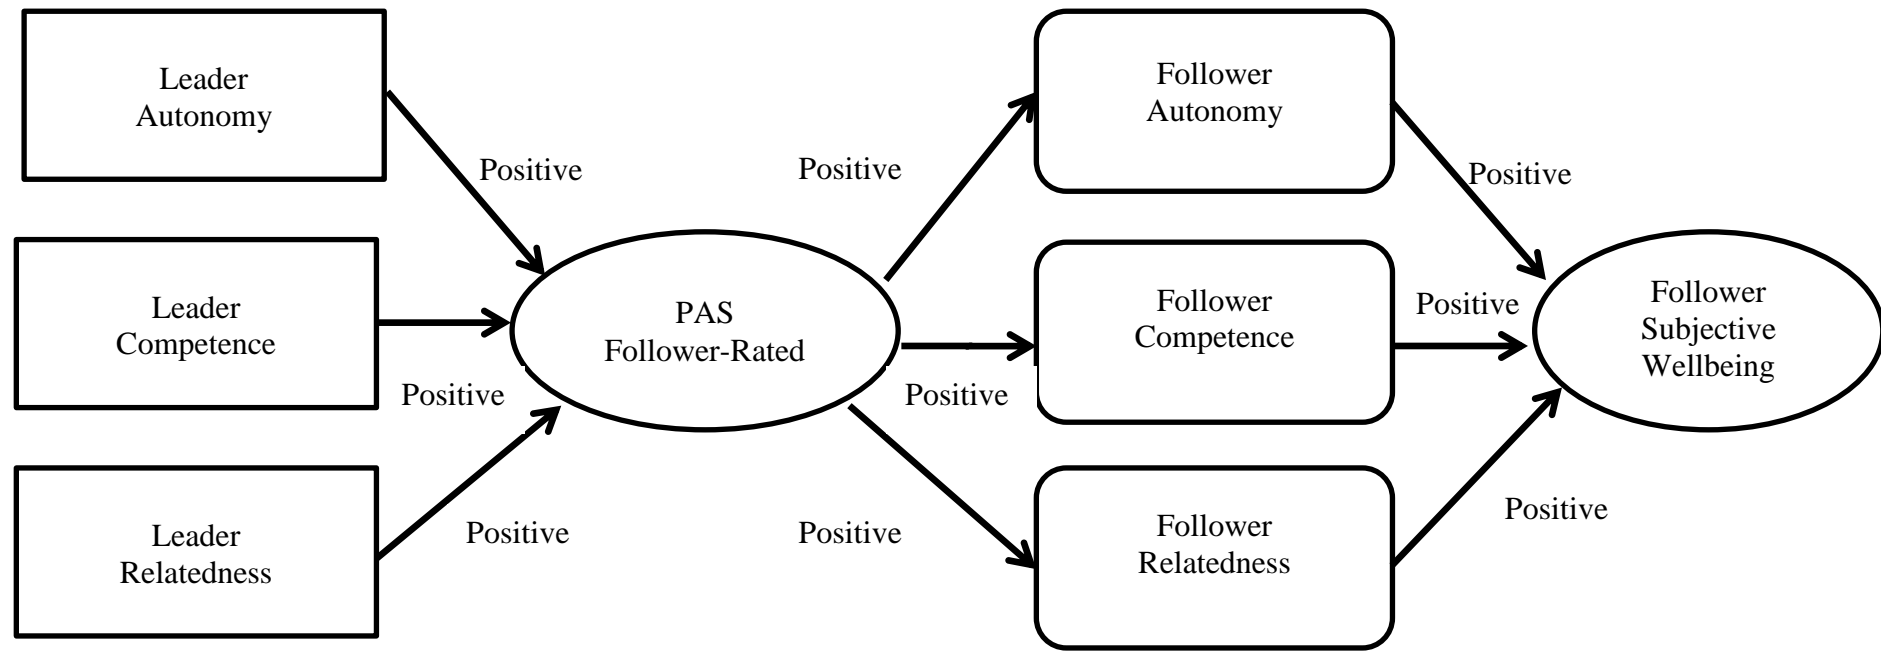 Leader
Autonomy
Positive
Positive
Follower
Autonomy
Positive
Leader
Competence
Positive
PAS
Follower-Rated
Positive
Follower
Competence
Positive
Follower
Subjective
Wellbeing
Leader
Relatedness
Positive
Positive
Follower
Relatedness
Positive